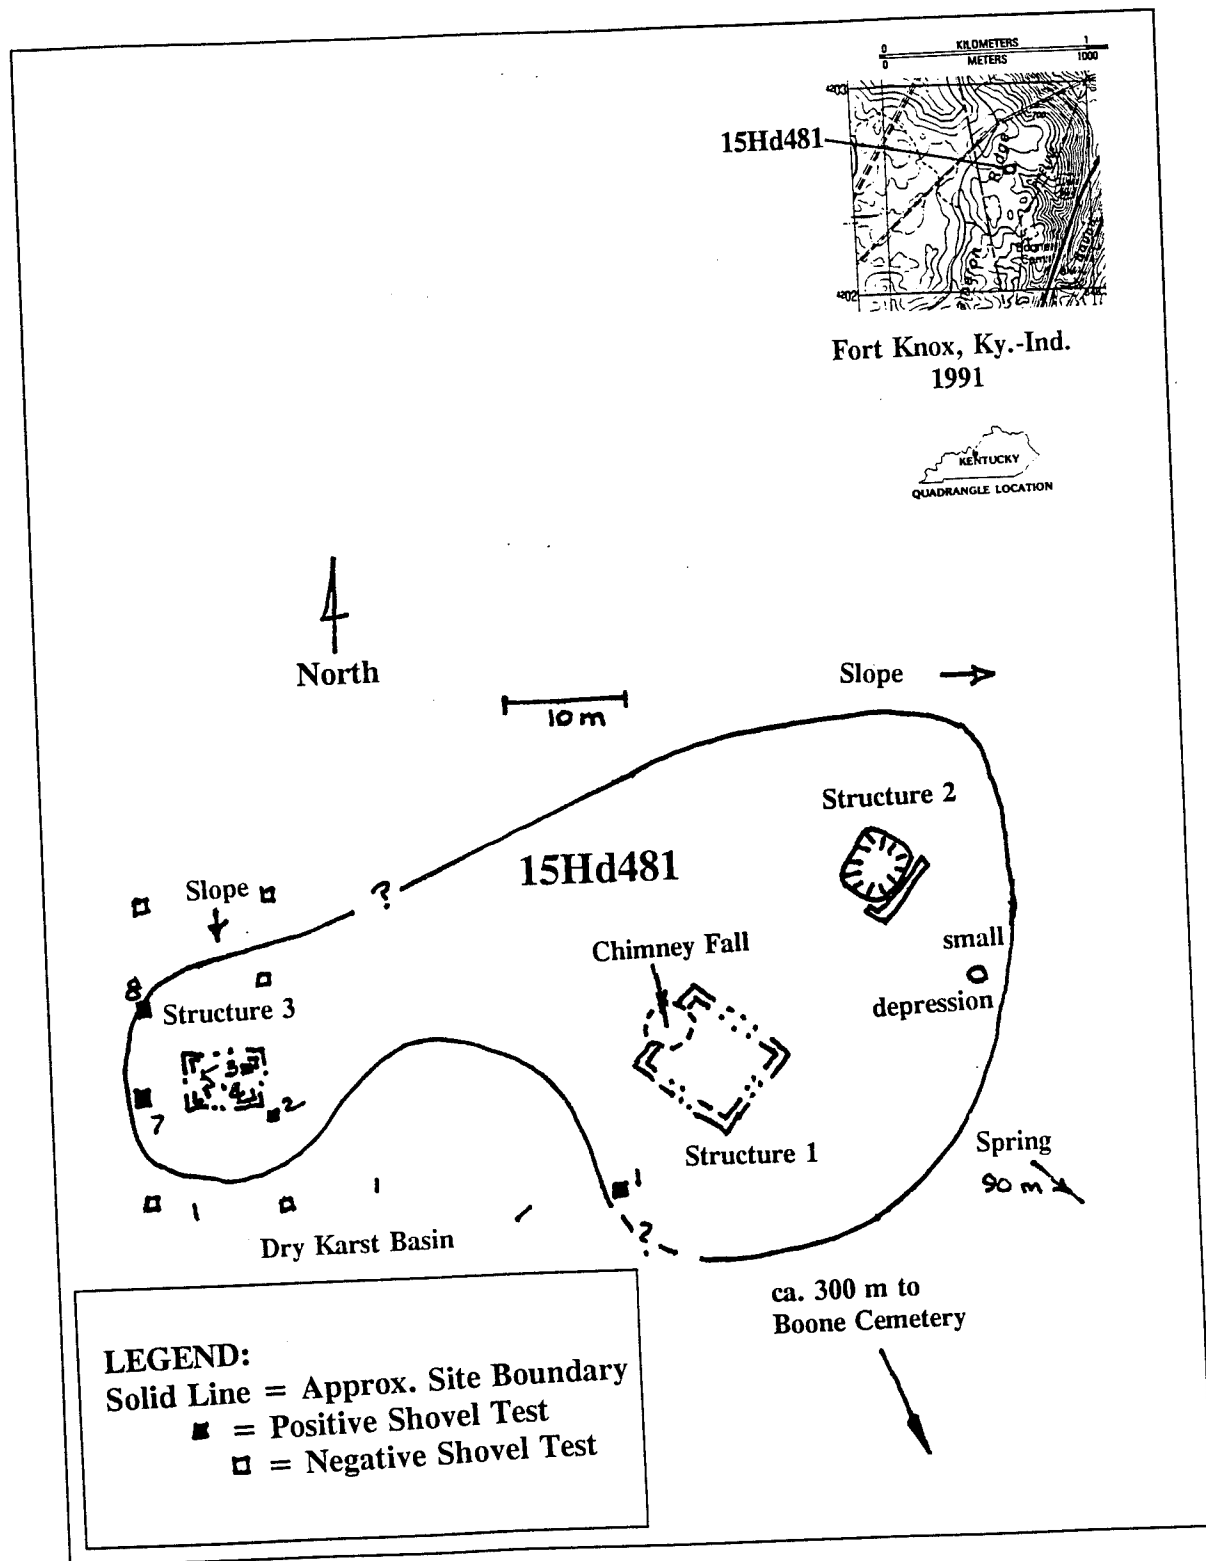 0 KILOMETERS 1
0 METERS 1000
4203
15Hd481
Ridge
4202
Fort Knox, Ky.-Ind.
1991
KENTUCKY
QUADRANGLE LOCATION
North
10 m
Slope
Structure 2
15Hd481
?
Slope
Chimney Fall
small
depression
8
Structure 3
3
4
2
7
Structure 1
1
Spring
90 m
?
Dry Karst Basin
ca. 300 m to
Boone Cemetery
LEGEND:
Solid Line = Approx. Site Boundary
= Positive Shovel Test
= Negative Shovel Test